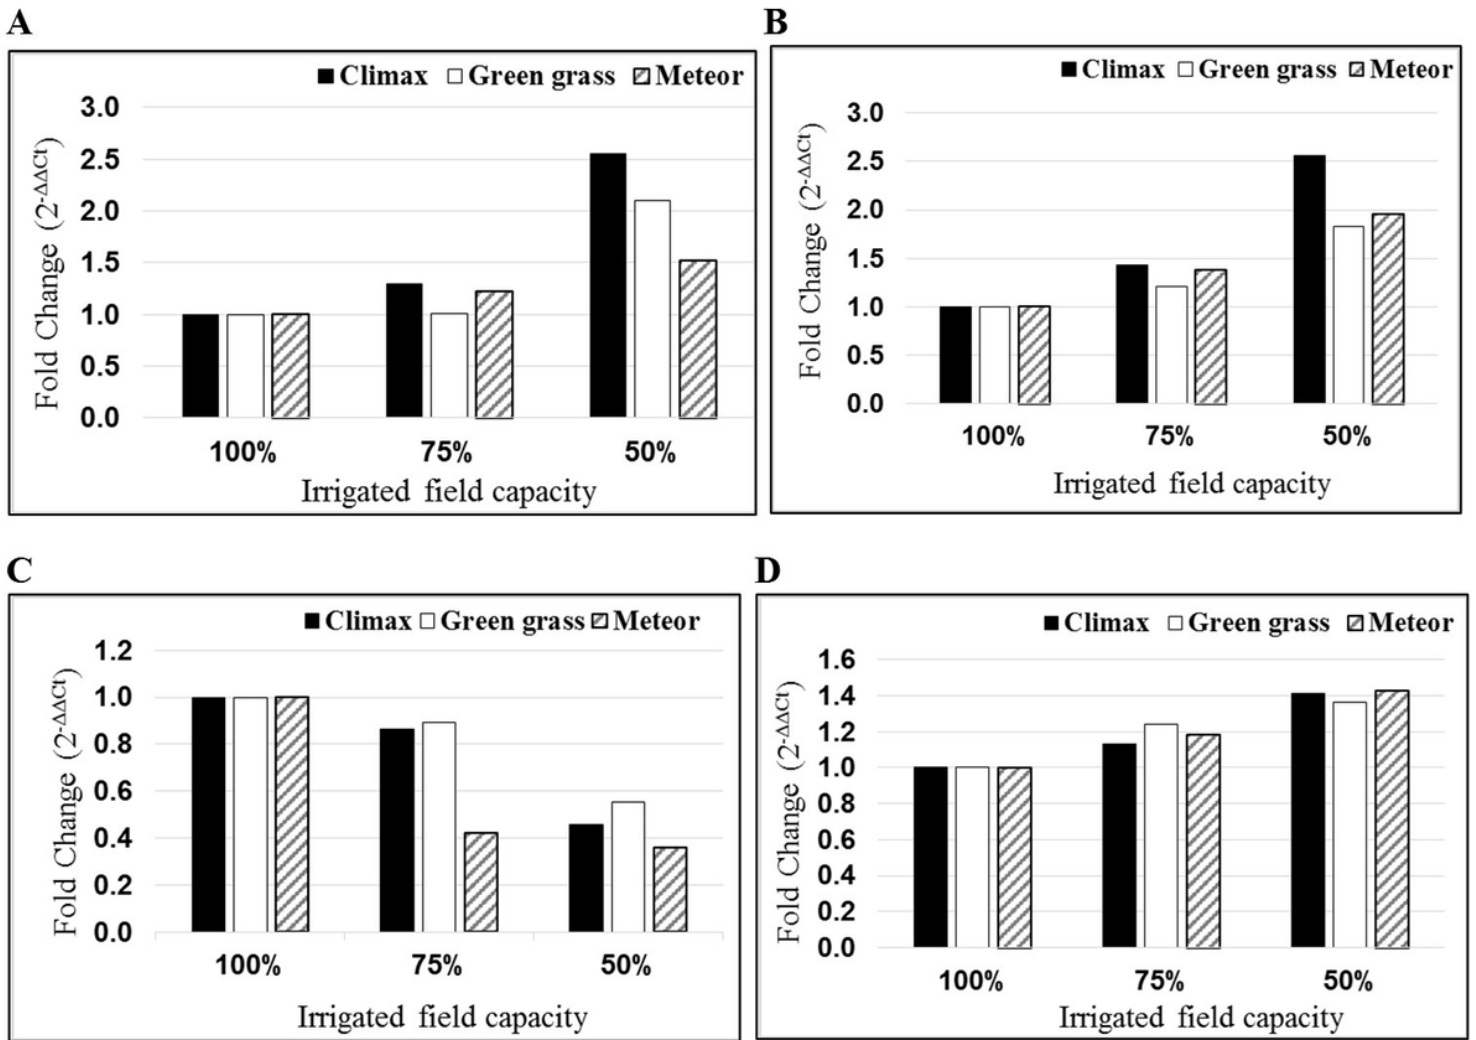 A
Climax Green grass Meteor
3.0
2.5
2.0
1.5
1.0
0.5
0.0
Fold Change (2-ΔΔCt)
100% 75% 50%
Irrigated field capacity
B
Climax Green grass Meteor
3.0
2.5
2.0
1.5
1.0
0.5
0.0
Fold Change (2-ΔΔCt)
100% 75% 50%
Irrigated field capacity
C
Climax Green grass Meteor
1.2
1.0
0.8
0.6
0.4
0.2
0.0
Fold Change (2-ΔΔCt)
100% 75% 50%
Irrigated field capacity
D
Climax Green grass Meteor
1.6
1.4
1.2
1.0
0.8
0.6
0.4
0.2
0.0
Fold Change (2-ΔΔCt)
100% 75% 50%
Irrigated field capacity